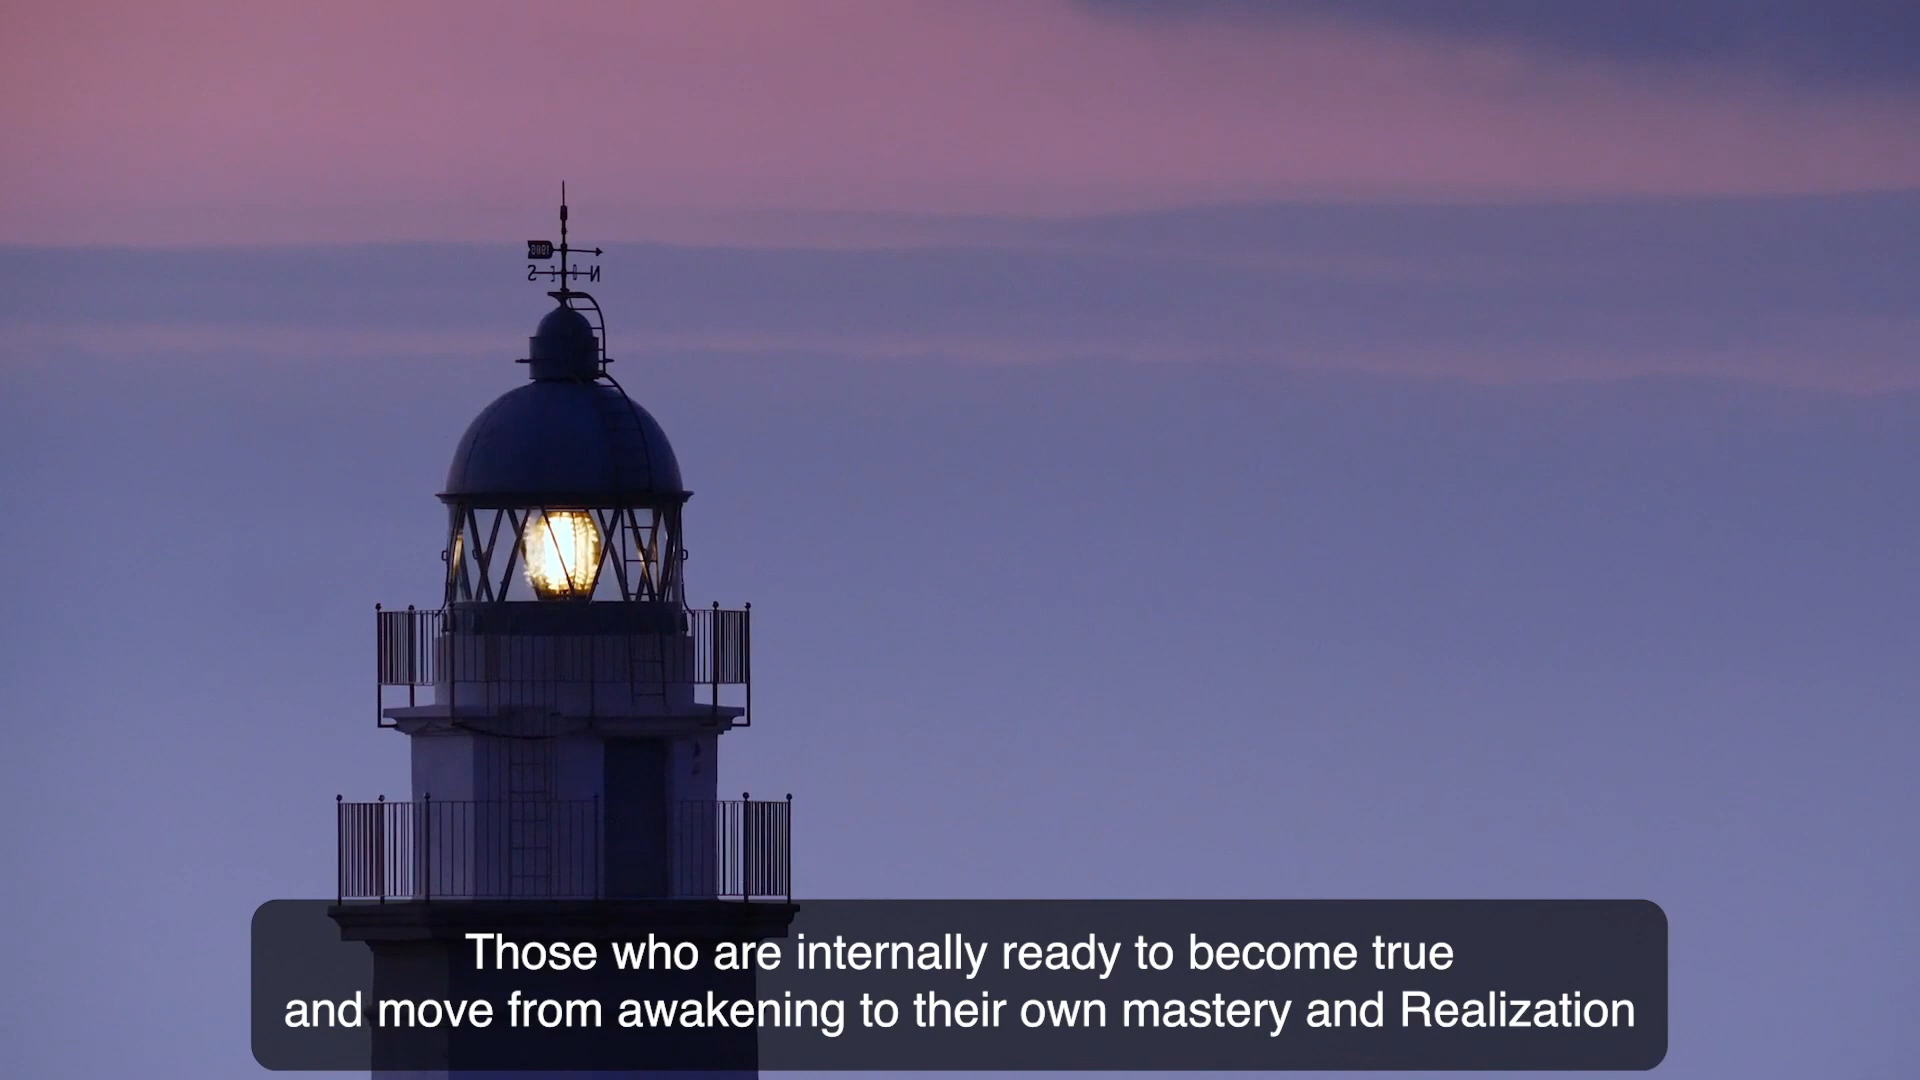 S N
Those who are internally ready to become true
and move from awakening to their own mastery and Realization